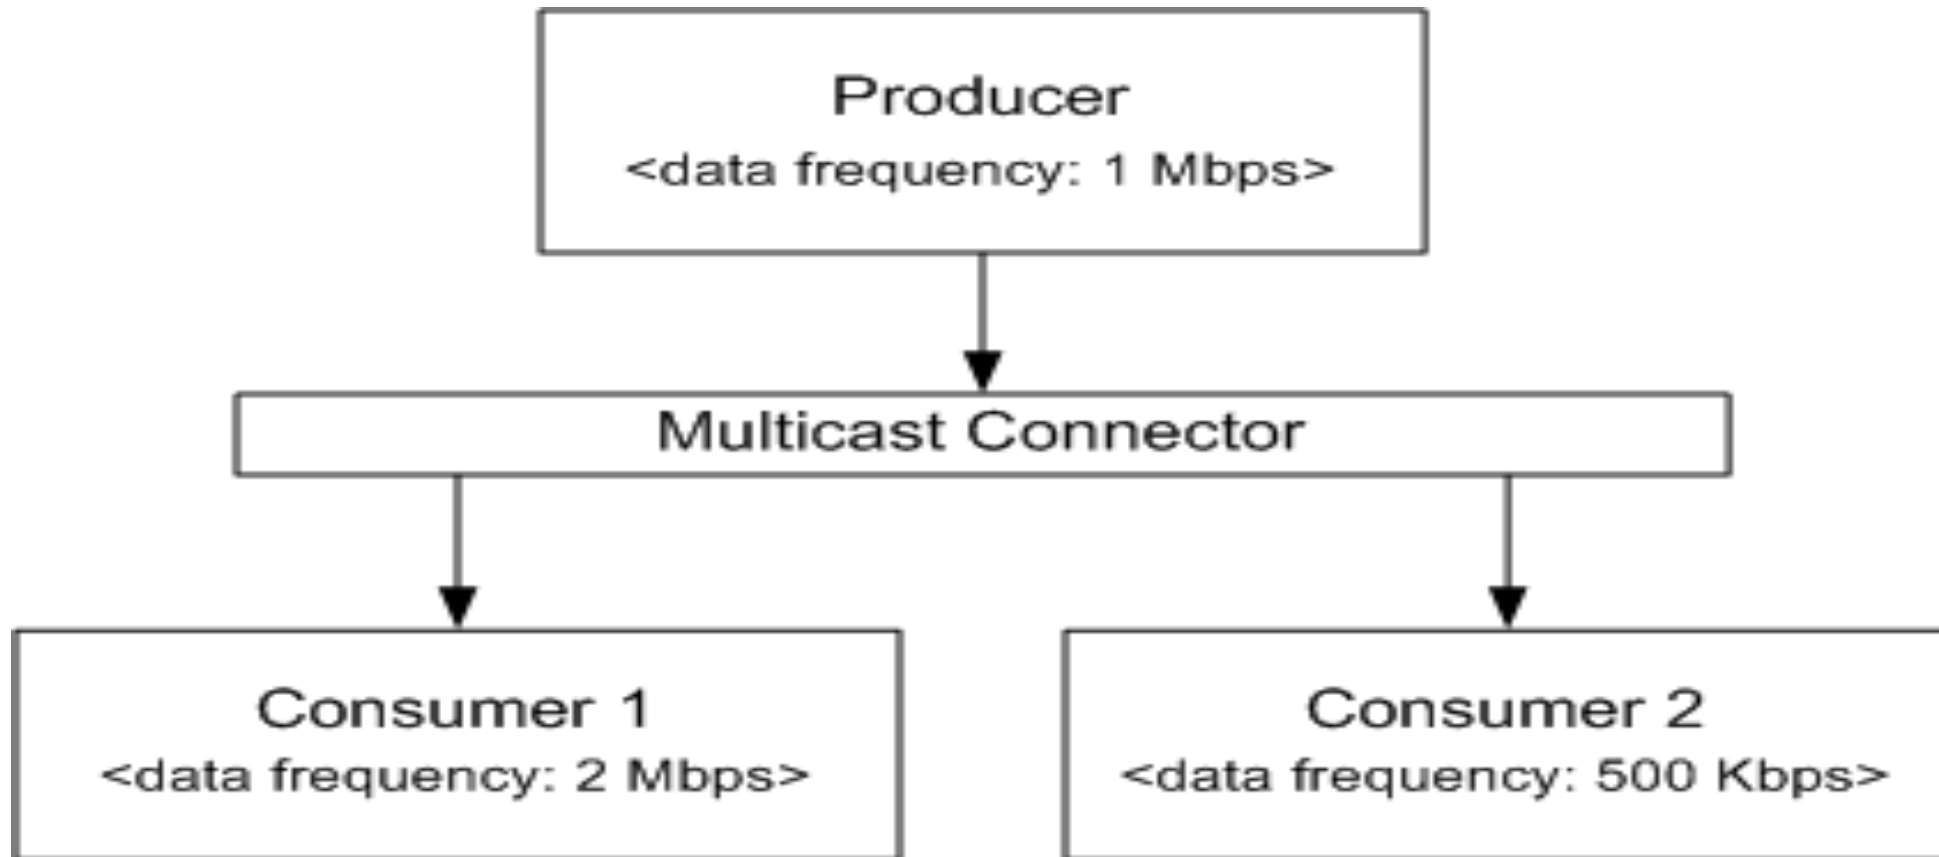 Producer
<data frequency: 1 Mbps>
Multicast Connector
Consumer 1
<data frequency: 2 Mbps>
Consumer 2
<data frequency: 500 Kbps>